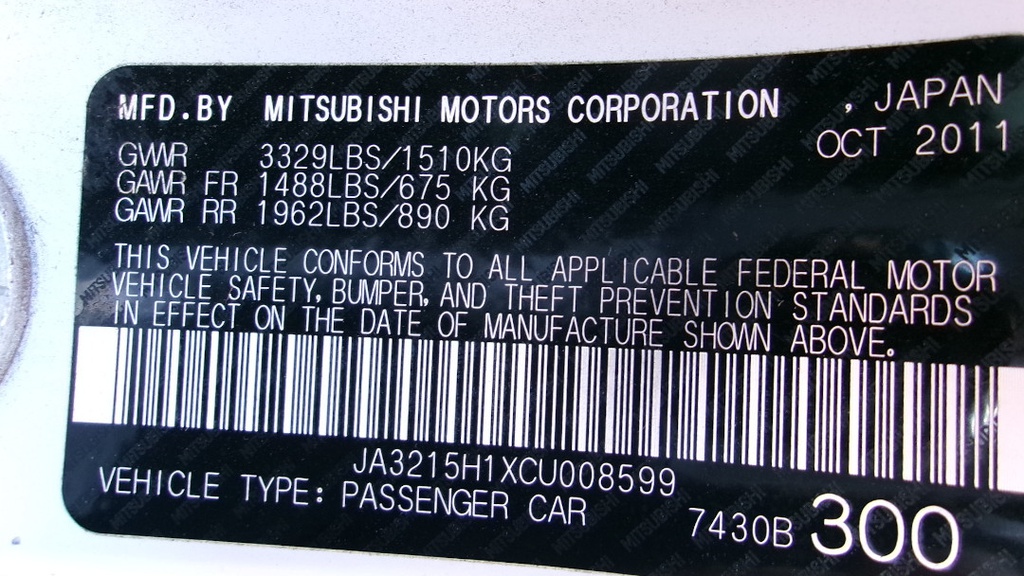 MFD.BY MITSUBISHI MOTORS CORPORATION , JAPAN
OCT 2011
GVWR 3329LBS/1510KG
GAWR FR 1488LBS/675 KG
GAWR RR 1962LBS/890 KG
THIS VEHICLE CONFORMS TO ALL APPLICABLE FEDERAL MOTOR
VEHICLE SAFETY, BUMPER, AND THEFT PREVENTION STANDARDS
IN EFFECT ON THE DATE OF MANUFACTURE SHOWN ABOVE.
JA3215H1XCU008599
VEHICLE TYPE: PASSENGER CAR
7430B 300